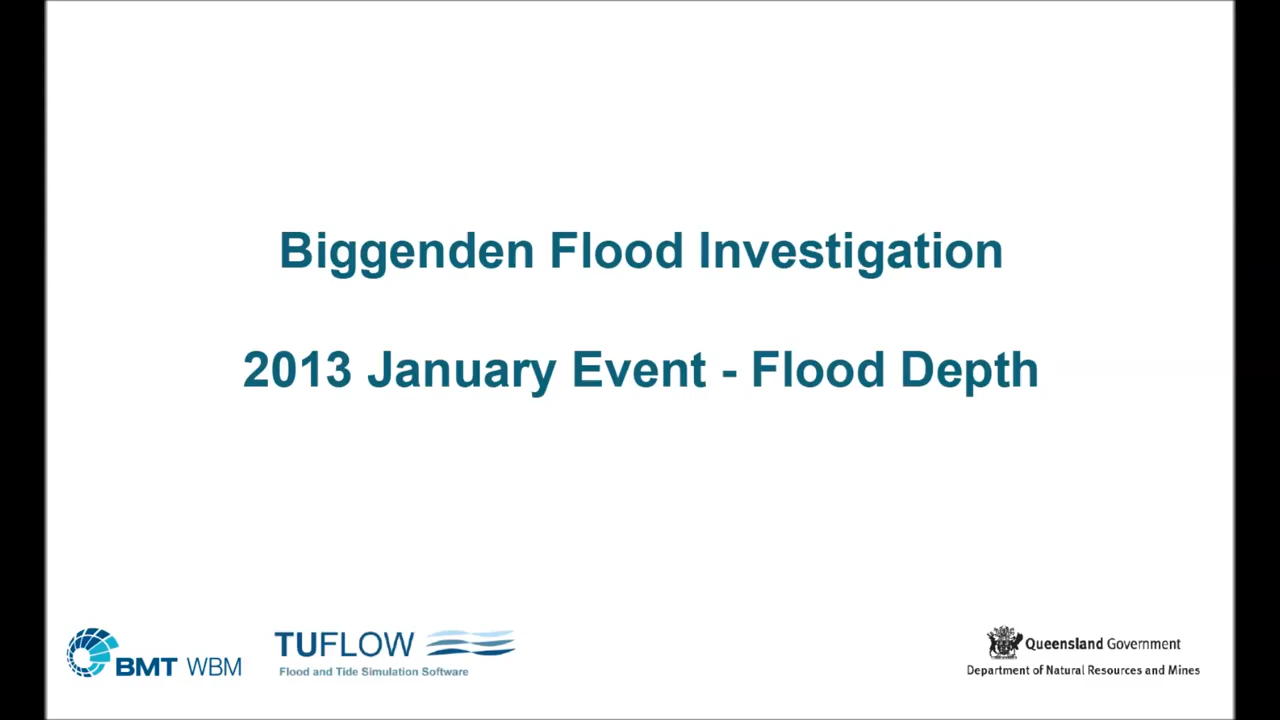 Biggenden Flood Investigation
2013 January Event - Flood Depth
BMT WBM
TUFLOW
Flood and Tide Simulation Software
Queensland Government
Department of Natural Resources and Mines